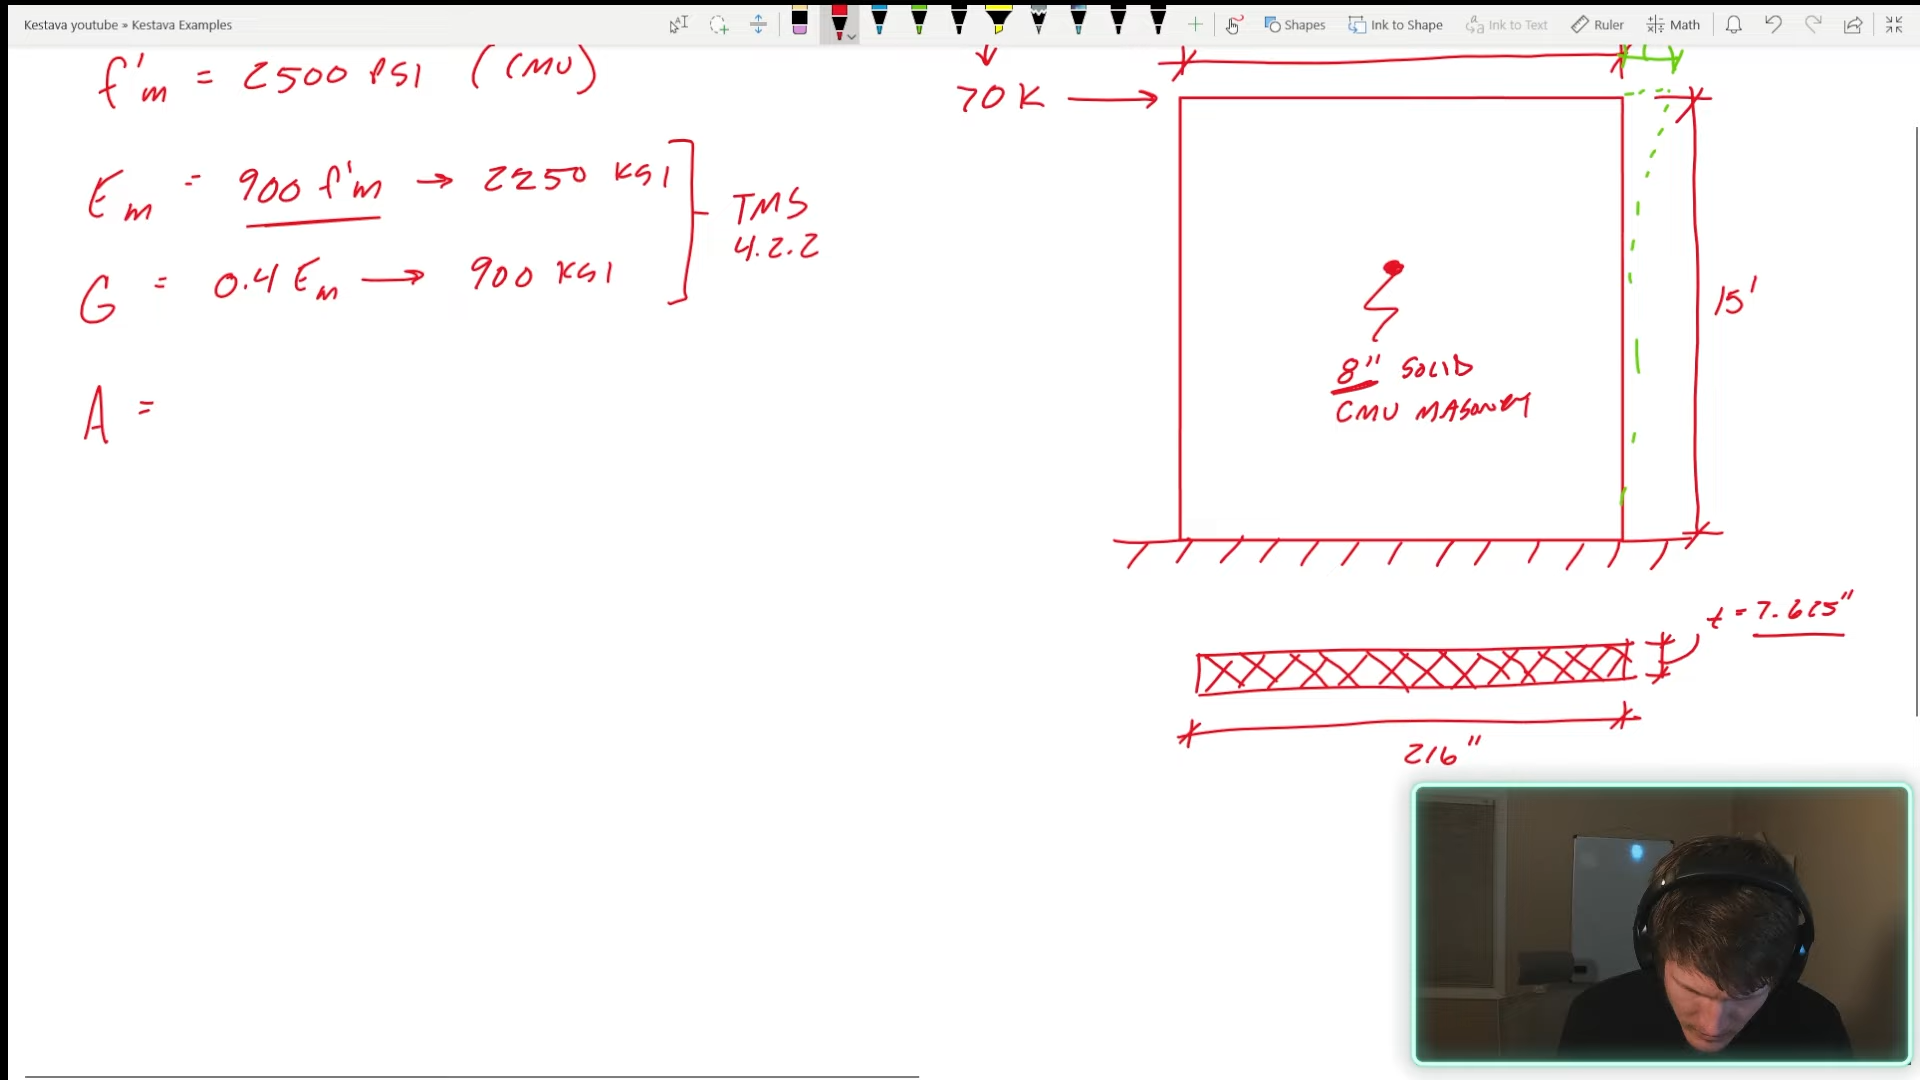 Kestava youtube » Kestava Examples
Shapes
Ink to Shape
Ink to Text
Ruler
Math
f'm = 2500 PSI (CMU)
Em = 900 f'm → 2250 KSI
G = 0.4 Em → 900 KSI
TMS
4.2.2
A =
70 K →
15'
8" SOLID
CMU MASONRY
t = 7.625"
216"